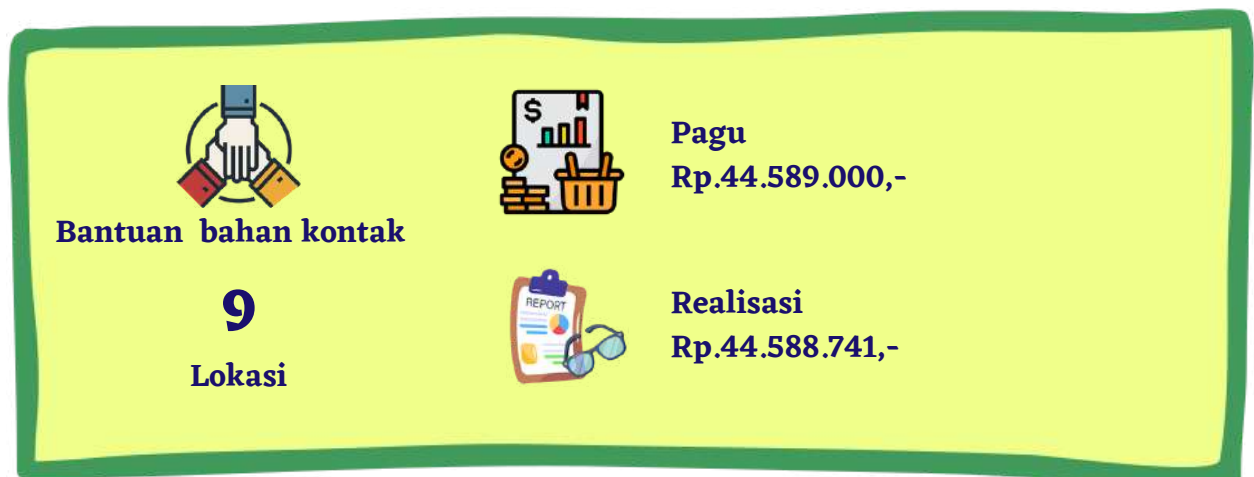 Bantuan  bahan kontak
9
Lokasi
$
Pagu
Rp.44.589.000,-
REPORT
Realisasi
Rp.44.588.741,-